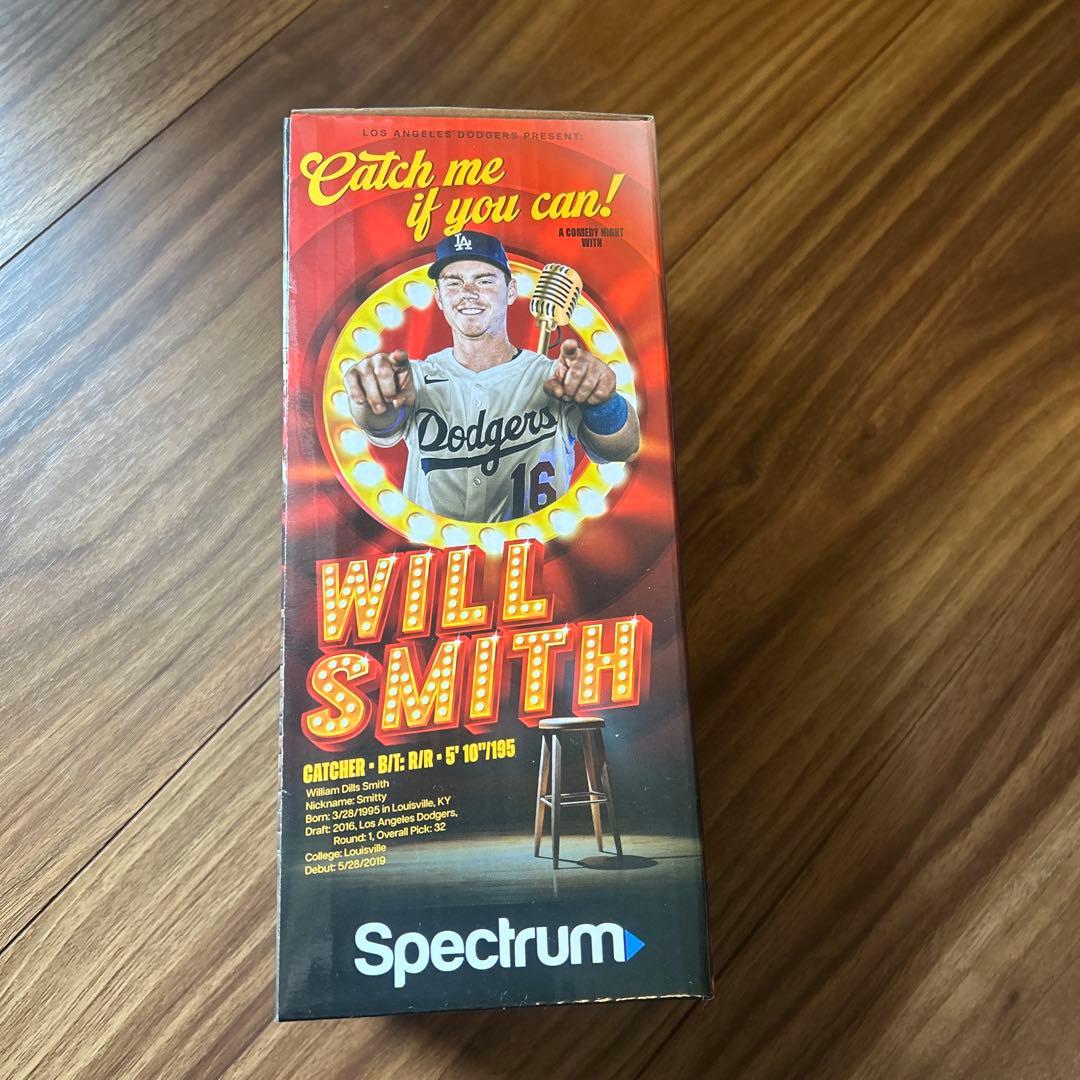 LOS ANGELES DODGERS PRESENT:
Catch me
if you can!
A COMEDY NIGHT
WITH
LA
Dodgers
16
WILL
SMITH
CATCHER • B/T: R/R • 5' 10"/195
William Dills Smith
Nickname: Smitty
Born: 3/28/1995 in Louisville, KY
Draft: 2016, Los Angeles Dodgers,
Round: 1, Overall Pick: 32
College: Louisville
Debut: 5/28/2019
Spectrum